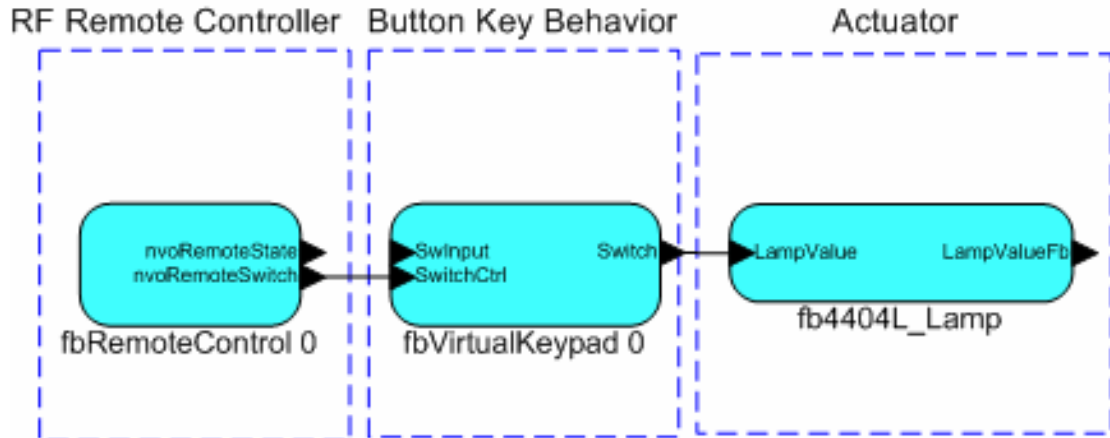 RF Remote Controller
Button Key Behavior
Actuator
nvoRemoteState
nvoRemoteSwitch
fbRemoteControl 0
SwInput
SwitchCtrl
Switch
fbVirtualKeypad 0
LampValue
LampValueFb
fb4404L_Lamp